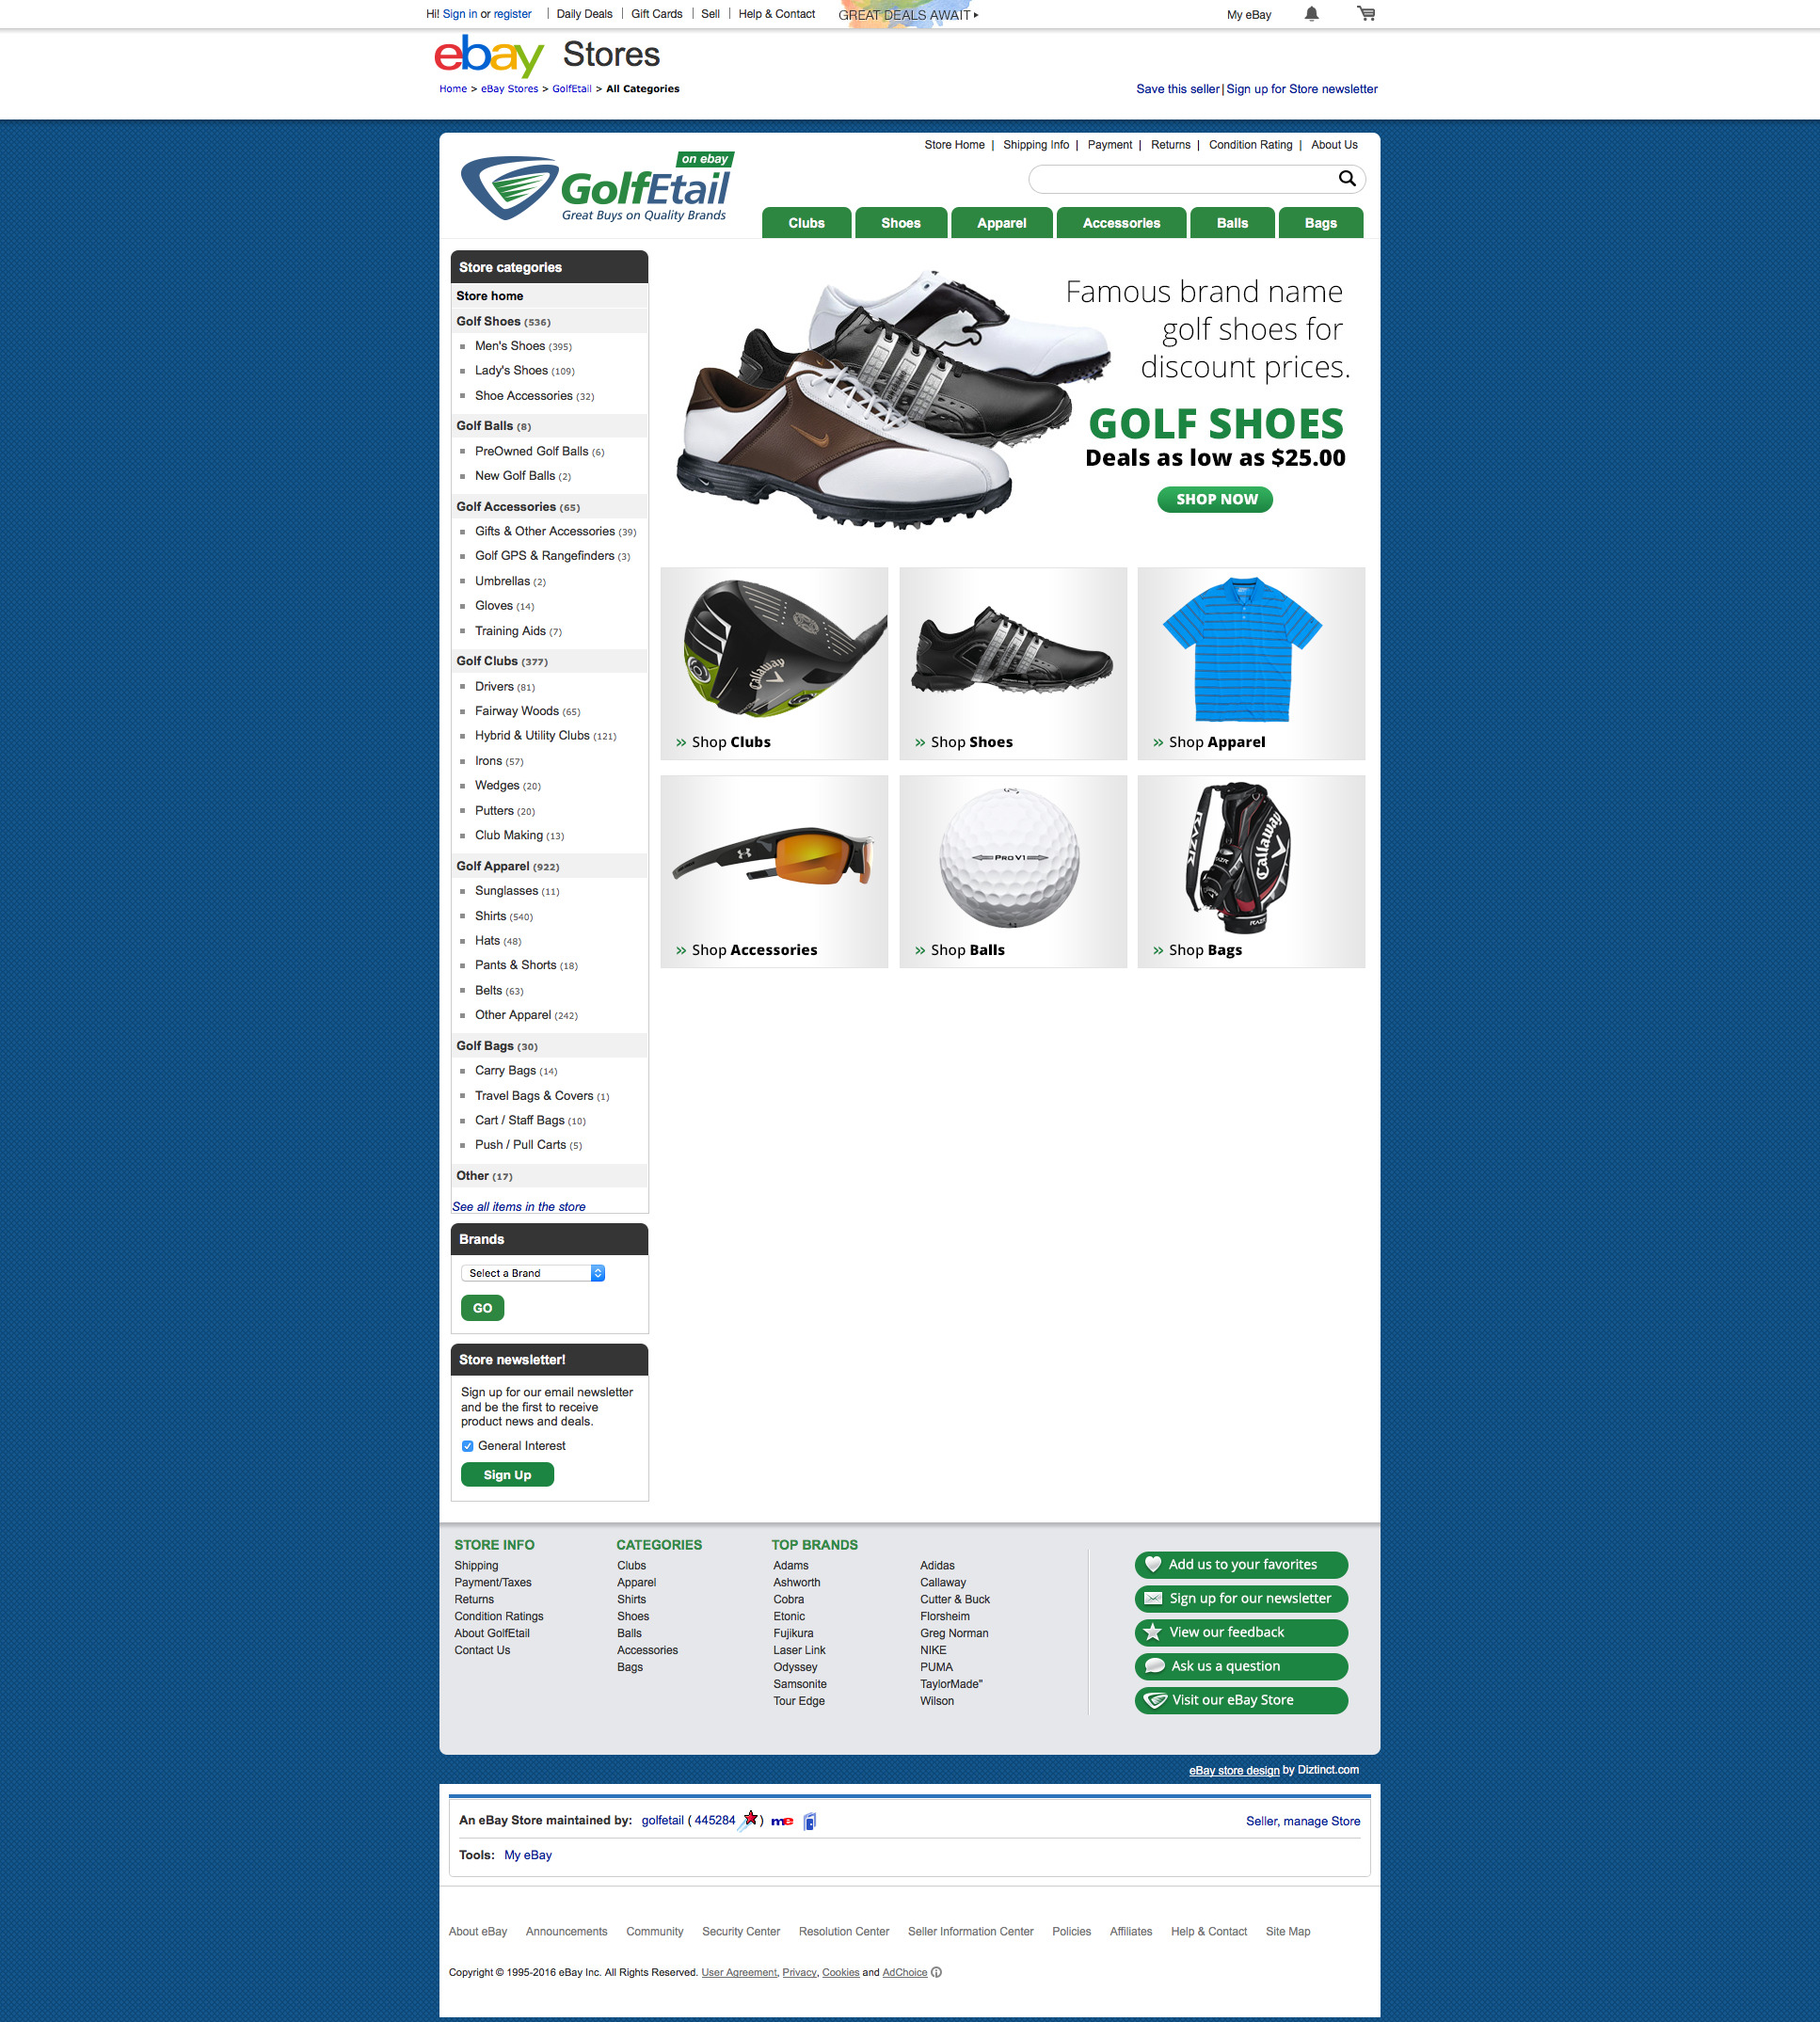 Hi! Sign in or register | Daily Deals | Gift Cards | Sell | Help & Contact GREAT DEALS AWAIT My eBay
ebay Stores
Home > eBay Stores > GolfEtail > All Categories Save this seller | Sign up for Store newsletter
Store Home | Shipping Info | Payment | Returns | Condition Rating | About Us
on ebay
GolfEtail
Great Buys on Quality Brands
Clubs Shoes Apparel Accessories Balls Bags
Store categories
Store home
Golf Shoes (536)
Men's Shoes (395)
Lady's Shoes (109)
Shoe Accessories (32)
Golf Balls (8)
PreOwned Golf Balls (6)
New Golf Balls (2)
Golf Accessories (65)
Gifts & Other Accessories (39)
Golf GPS & Rangefinders (3)
Umbrellas (2)
Gloves (14)
Training Aids (7)
Golf Clubs (377)
Drivers (81)
Fairway Woods (65)
Hybrid & Utility Clubs (121)
Irons (57)
Wedges (20)
Putters (20)
Club Making (13)
Golf Apparel (922)
Sunglasses (11)
Shirts (540)
Hats (48)
Pants & Shorts (18)
Belts (63)
Other Apparel (242)
Golf Bags (30)
Carry Bags (14)
Travel Bags & Covers (1)
Cart / Staff Bags (10)
Push / Pull Carts (5)
Other (17)
See all items in the store
Brands
Select a Brand
GO
Store newsletter!
Sign up for our email newsletter
and be the first to receive
product news and deals.
General Interest
Sign Up
Famous brand name
golf shoes for
discount prices.
GOLF SHOES
Deals as low as $25.00
SHOP NOW
Callaway
» Shop Clubs
» Shop Shoes
» Shop Apparel
» Shop Accessories
PRO V1
» Shop Balls
RAZR
Callaway
RAZR
» Shop Bags
STORE INFO
Shipping
Payment/Taxes
Returns
Condition Ratings
About GolfEtail
Contact Us
CATEGORIES
Clubs
Apparel
Shirts
Shoes
Balls
Accessories
Bags
TOP BRANDS
Adams
Ashworth
Cobra
Etonic
Fujikura
Laser Link
Odyssey
Samsonite
Tour Edge
Adidas
Callaway
Cutter & Buck
Florsheim
Greg Norman
NIKE
PUMA
TaylorMade"
Wilson
Add us to your favorites
Sign up for our newsletter
View our feedback
Ask us a question
Visit our eBay Store
eBay store design by Diztinct.com
An eBay Store maintained by: golfetail ( 445284 ) me Seller, manage Store
Tools: My eBay
About eBay Announcements Community Security Center Resolution Center Seller Information Center Policies Affiliates Help & Contact Site Map
Copyright © 1995-2016 eBay Inc. All Rights Reserved. User Agreement, Privacy, Cookies and AdChoice